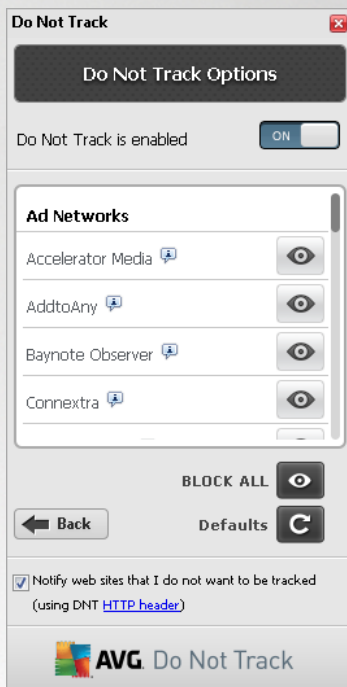 Do Not Track
Do Not Track Options
Do Not Track is enabled
ON
Ad Networks
Accelerator Media
AddtoAny
Baynote Observer
Connextra
BLOCK ALL
Back
Defaults
Notify web sites that I do not want to be tracked
(using DNT HTTP header)
AVG. Do Not Track